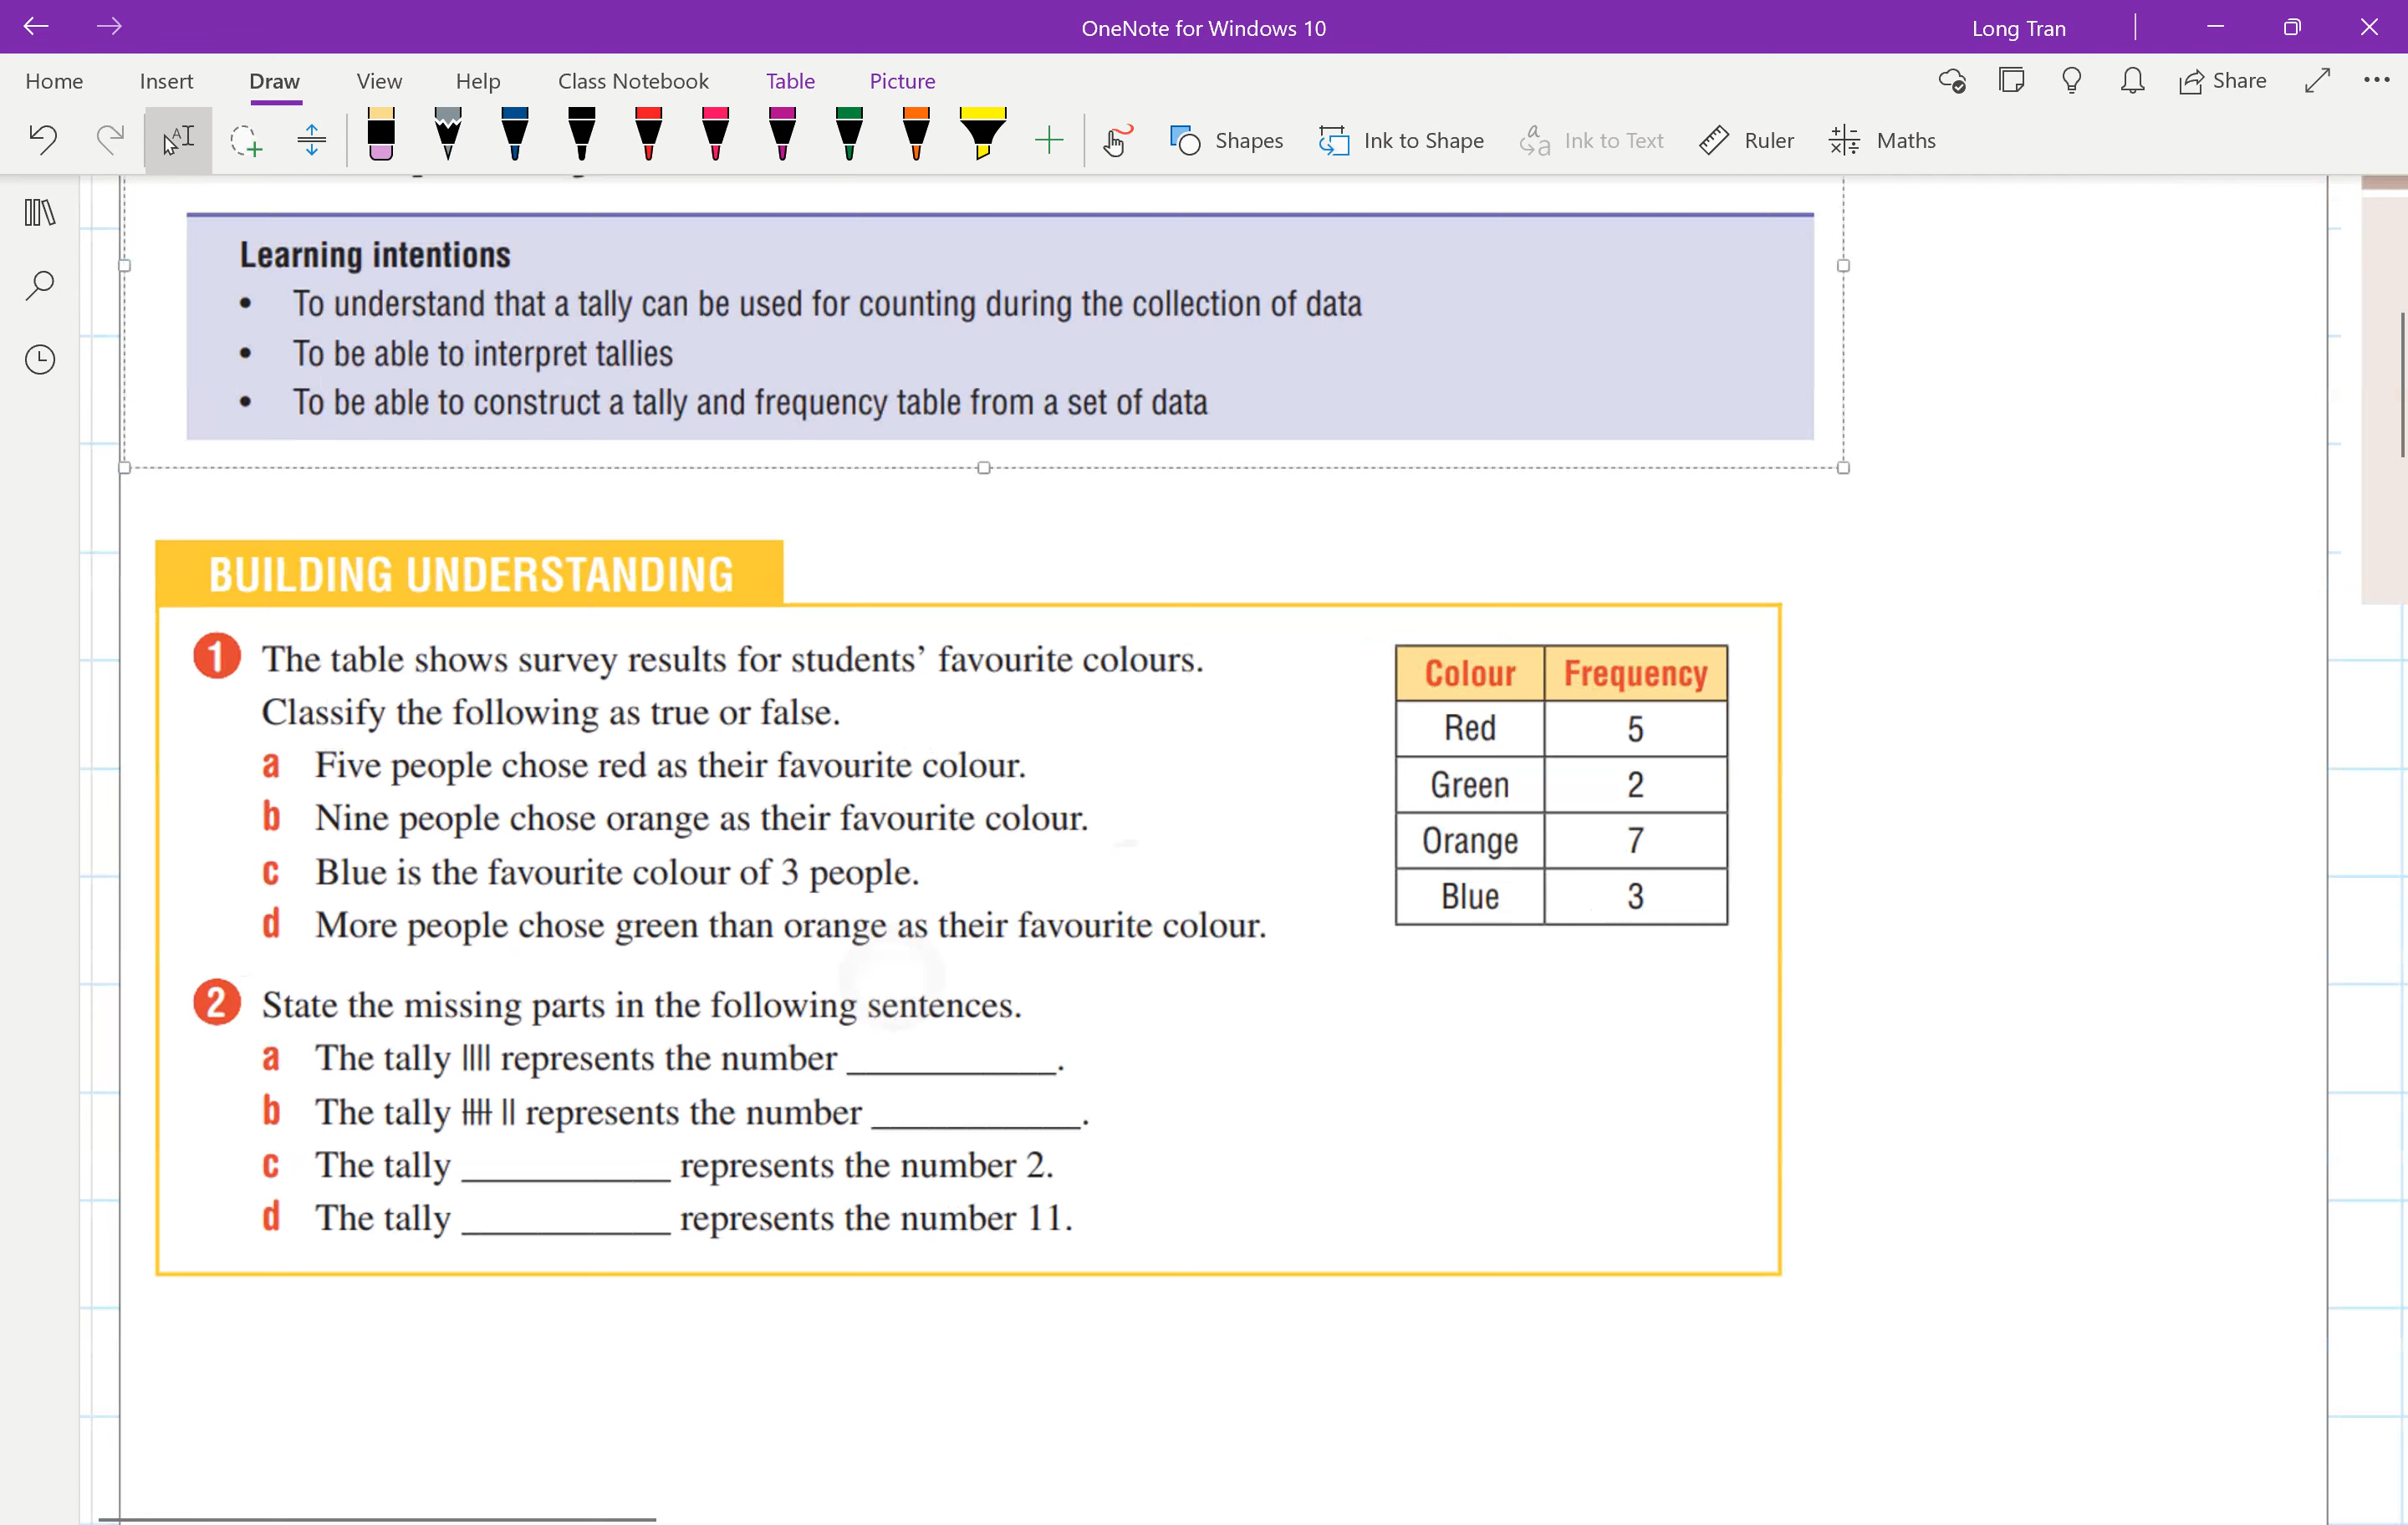 OneNote for Windows 10
Long Tran
Home Insert Draw View Help Class Notebook Table Picture
Share
Shapes Ink to Shape Ink to Text Ruler Maths
Learning intentions
• To understand that a tally can be used for counting during the collection of data
• To be able to interpret tallies
• To be able to construct a tally and frequency table from a set of data
BUILDING UNDERSTANDING
1 The table shows survey results for students’ favourite colours.
Classify the following as true or false.
a Five people chose red as their favourite colour.
b Nine people chose orange as their favourite colour.
c Blue is the favourite colour of 3 people.
d More people chose green than orange as their favourite colour.
Colour Frequency
Red 5
Green 2
Orange 7
Blue 3
2 State the missing parts in the following sentences.
a The tally |||| represents the number ___________.
b The tally 卌 || represents the number ___________.
c The tally ___________ represents the number 2.
d The tally ___________ represents the number 11.